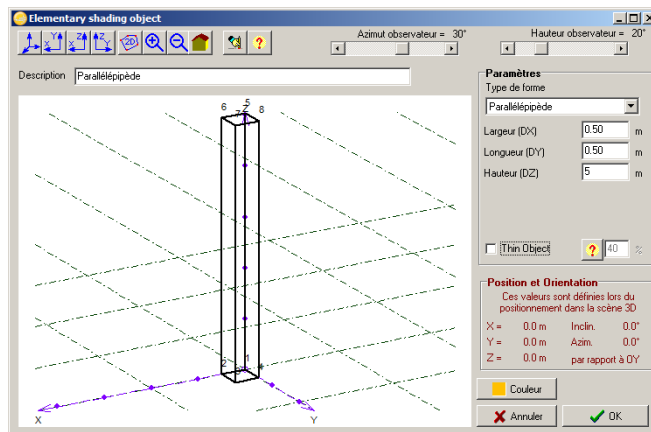 Elementary shading object
Azimut observateur = 30°
Hauteur observateur = 20°
Description Parallélépipède
Paramètres
Type de forme
Parallélépipède
Largeur (DX) 0.50 m
Longueur (DY) 0.50 m
Hauteur (DZ) 5 m
Thin Object ? 40 %
Position et Orientation
Ces valeurs sont définies lors du
positionnement dans la scène 3D
X = 0.0 m Inclin. 0.0°
Y = 0.0 m Azim. 0.0°
Z = 0.0 m par rapport à OY
Couleur
Annuler OK
6 5 8
7 Z
2 1 4
X Y